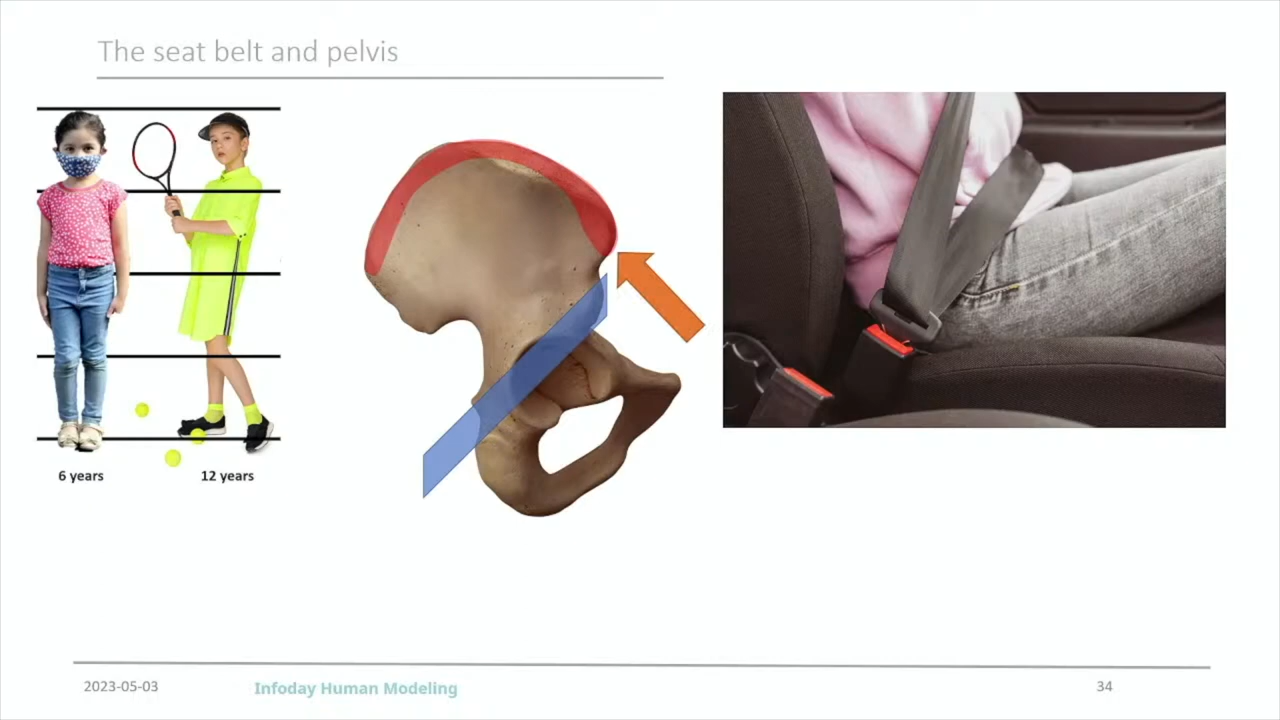 The seat belt and pelvis
6 years
12 years
2023-05-03
Infoday Human Modeling
34